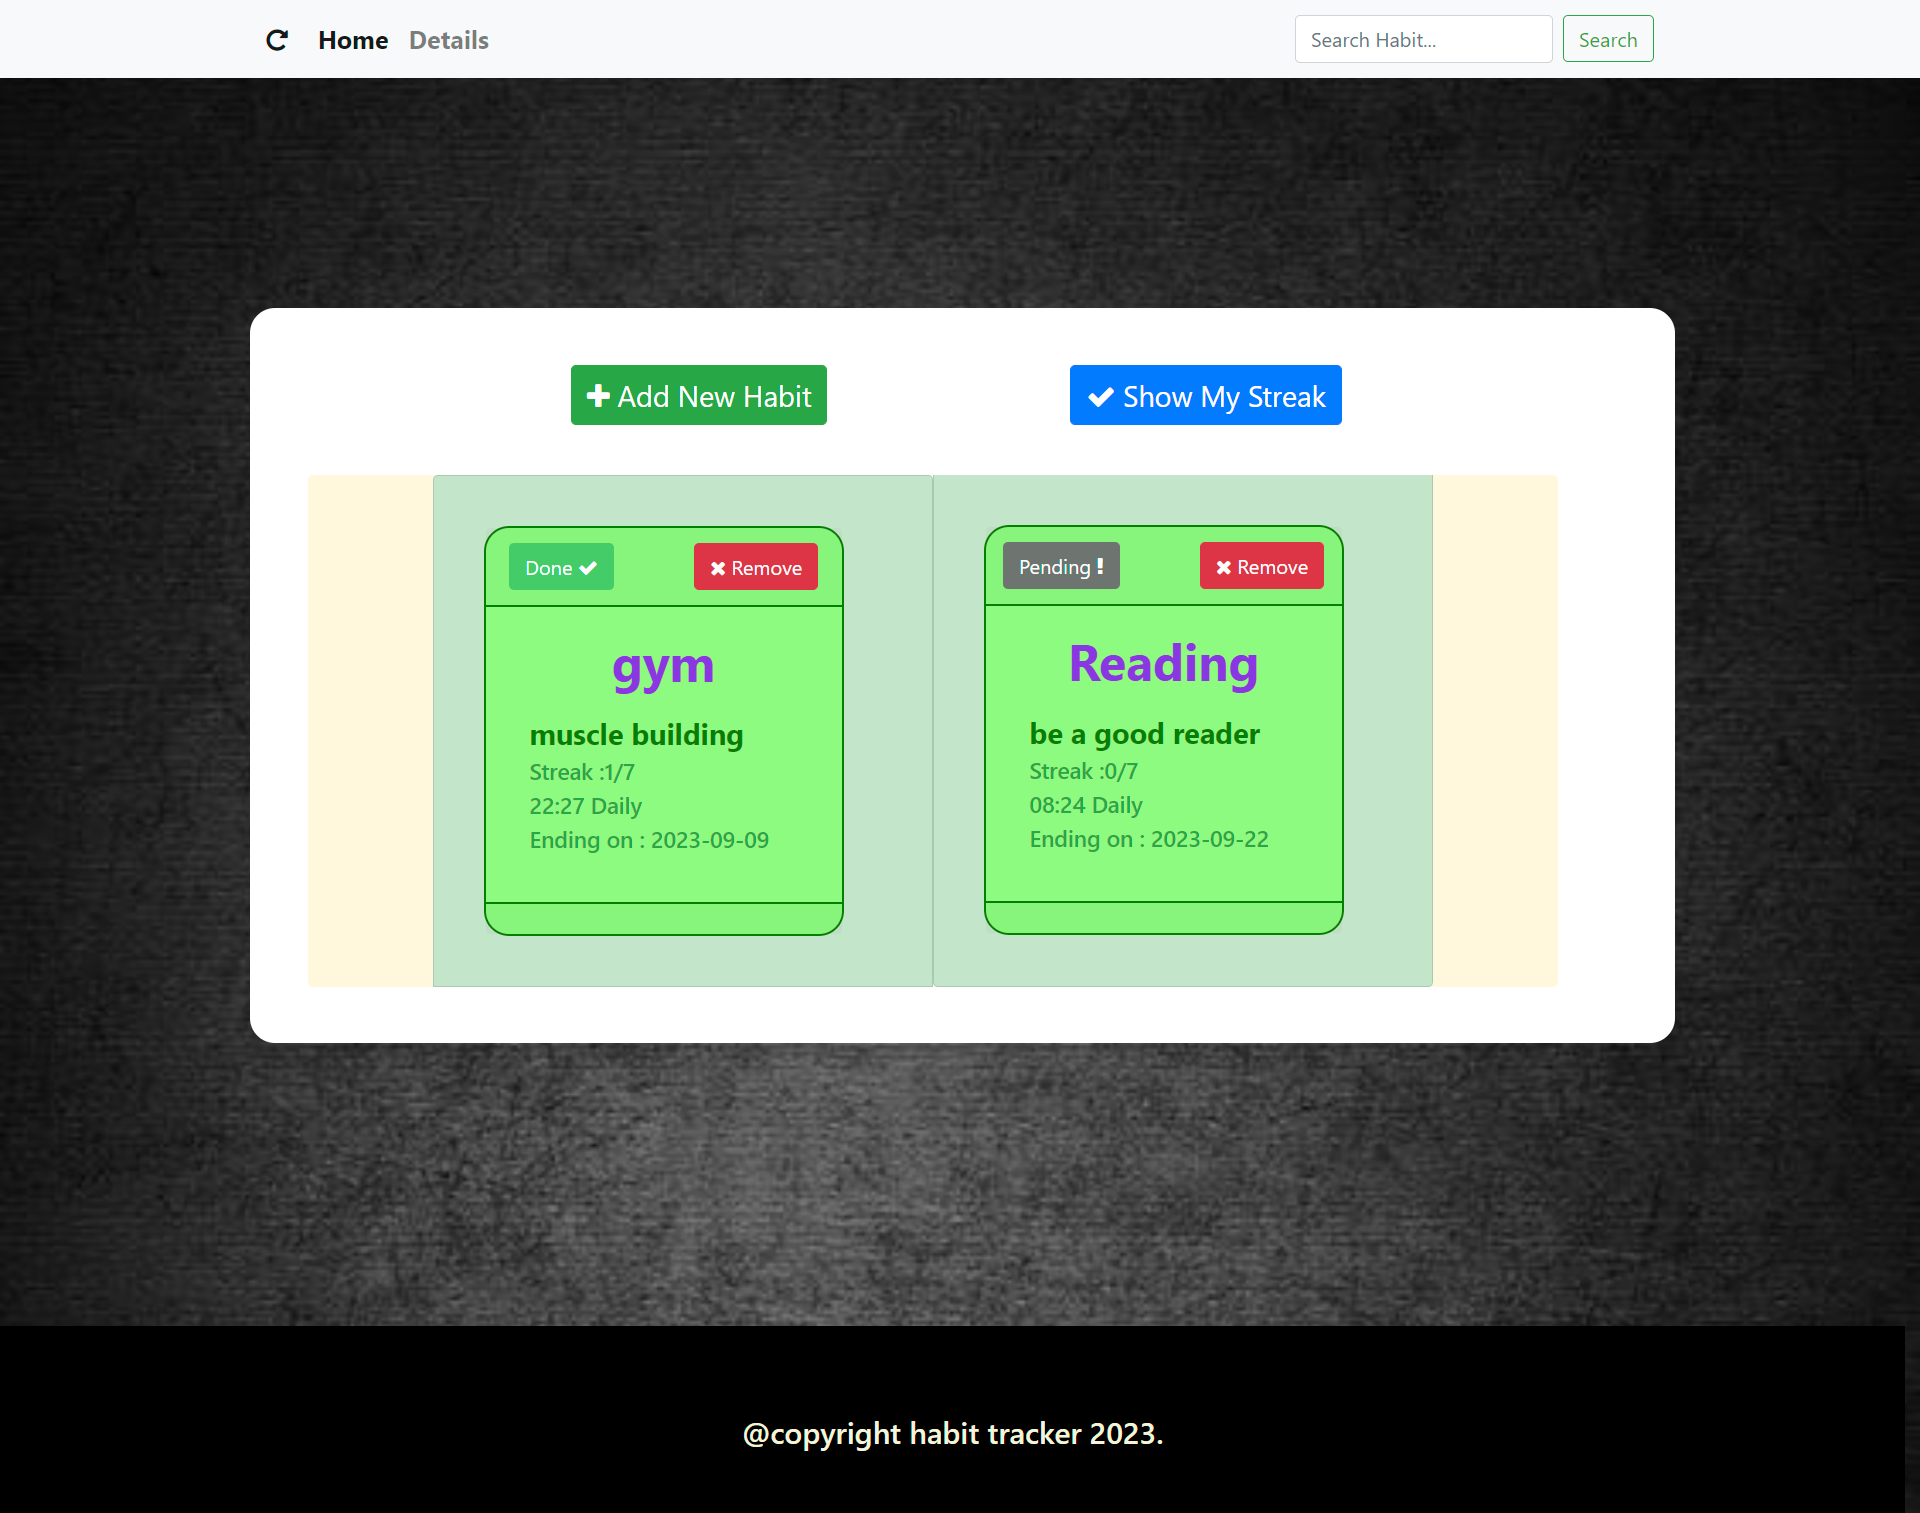 Home Details
Search Habit...
Search
Add New Habit
Show My Streak
Done
Remove
gym
muscle building
Streak :1/7
22:27 Daily
Ending on : 2023-09-09
Pending !
Remove
Reading
be a good reader
Streak :0/7
08:24 Daily
Ending on : 2023-09-22
@copyright habit tracker 2023.